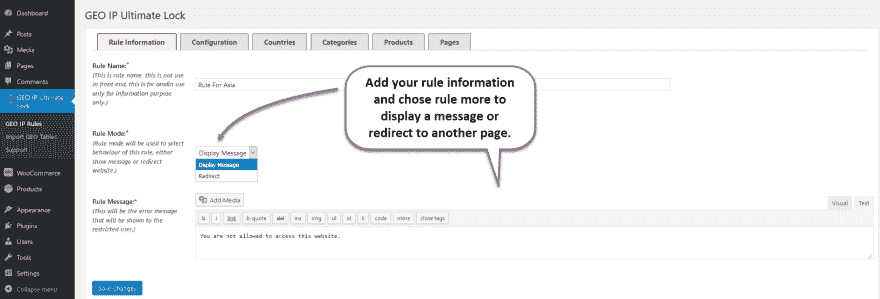 GEO IP Ultimate Lock
Dashboard
Posts
Media
Pages
Comments
GEO IP Ultimate
Lock
GEO IP Rules
Import GEO Tables
Support
WooCommerce
Products
Appearance
Plugins
Users
Tools
Settings
Collapse menu
Rule Information
Configuration
Countries
Categories
Products
Pages
Rule Name:*
(This is rule name, this is not use
in front end, this is for amdin use
only for information purpose
only.)
Rule For Asia
Add your rule information
and chose rule more to
display a message or
redirect to another page.
Rule Mode:*
(Rule mode will be used to select
behaviour of this rule, either
show message or redirect
website.)
Display Message
Display Message
Redirect
Rule Message:*
(This will be the error message
that will be shown to the
restricted user.)
Add Media
Visual Text
b i link b-quote del ins img ul ol li code more close tags
You are not allowed to access this website.
Save Changes